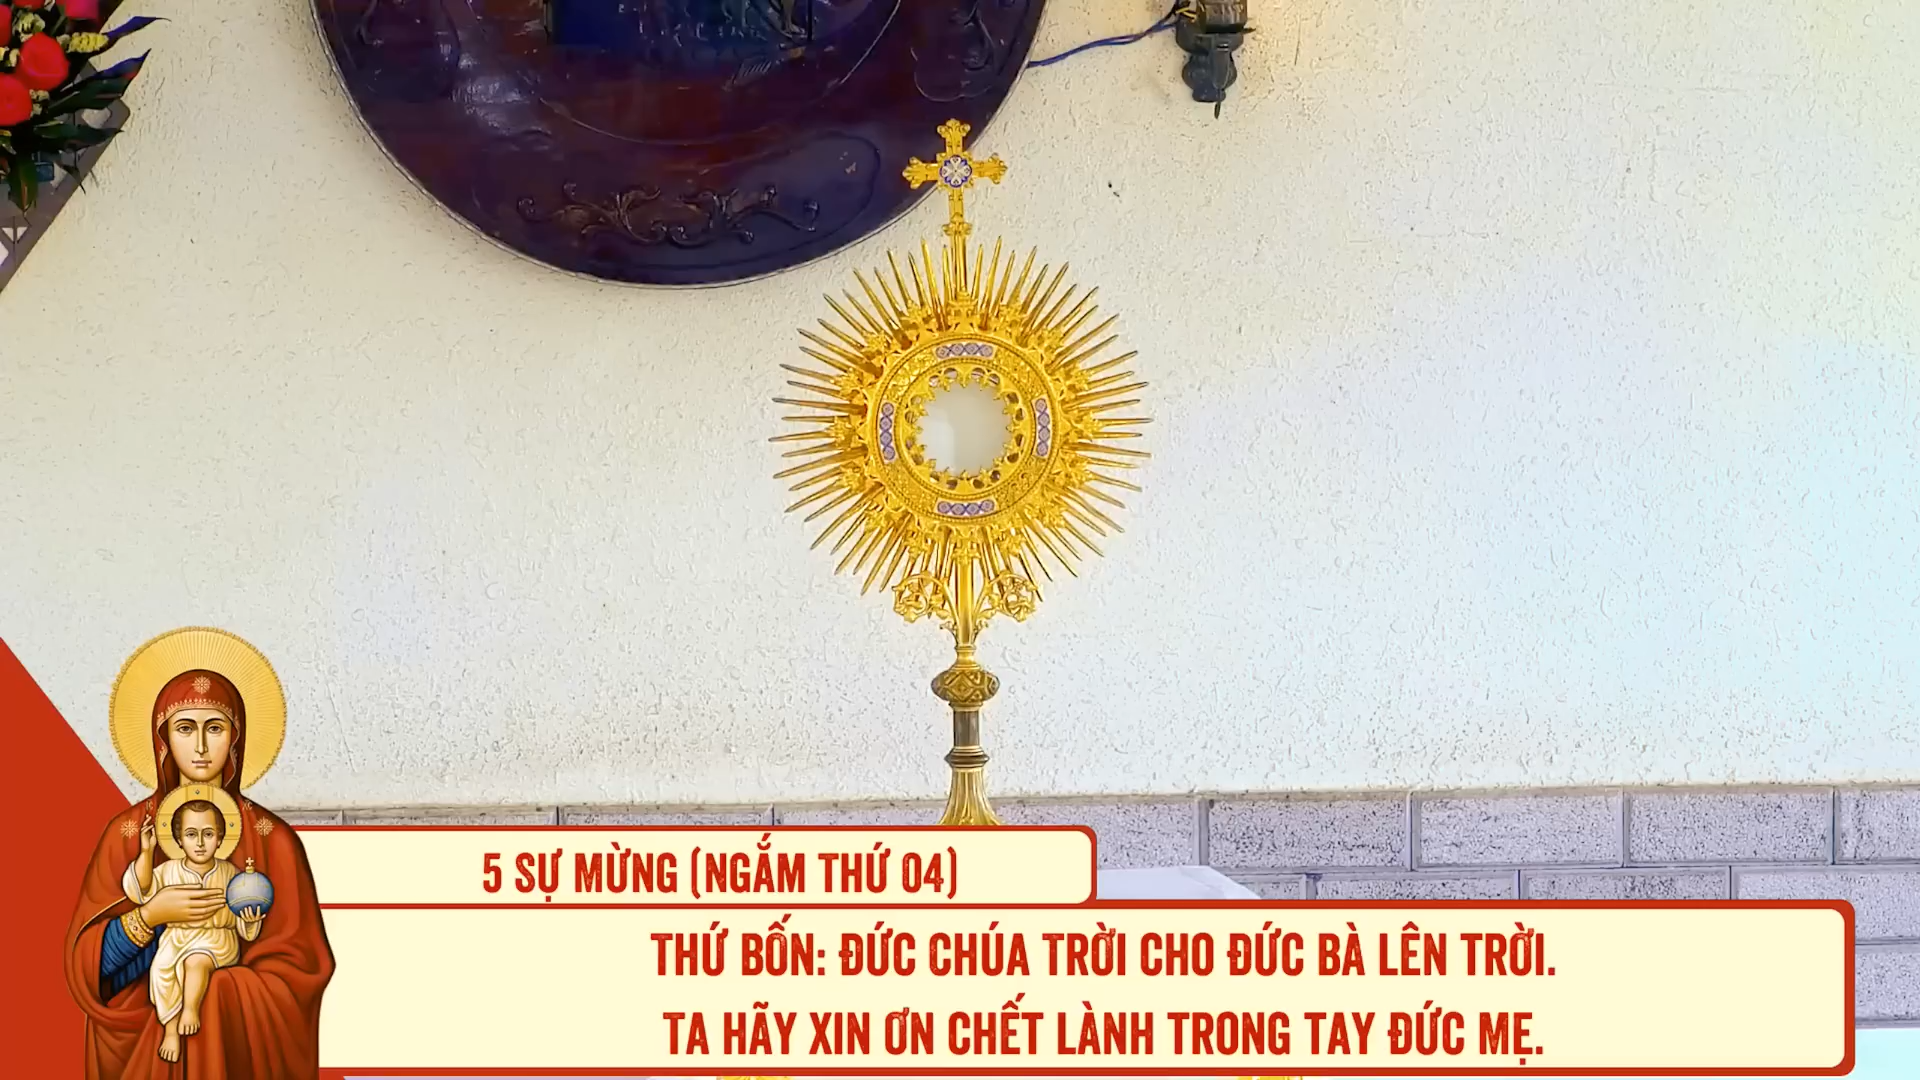 5 SỰ MỪNG (NGẮM THỨ 04)
THỨ BỐN: ĐỨC CHÚA TRỜI CHO ĐỨC BÀ LÊN TRỜI.
TA HÃY XIN ƠN CHẾT LÀNH TRONG TAY ĐỨC MẸ.